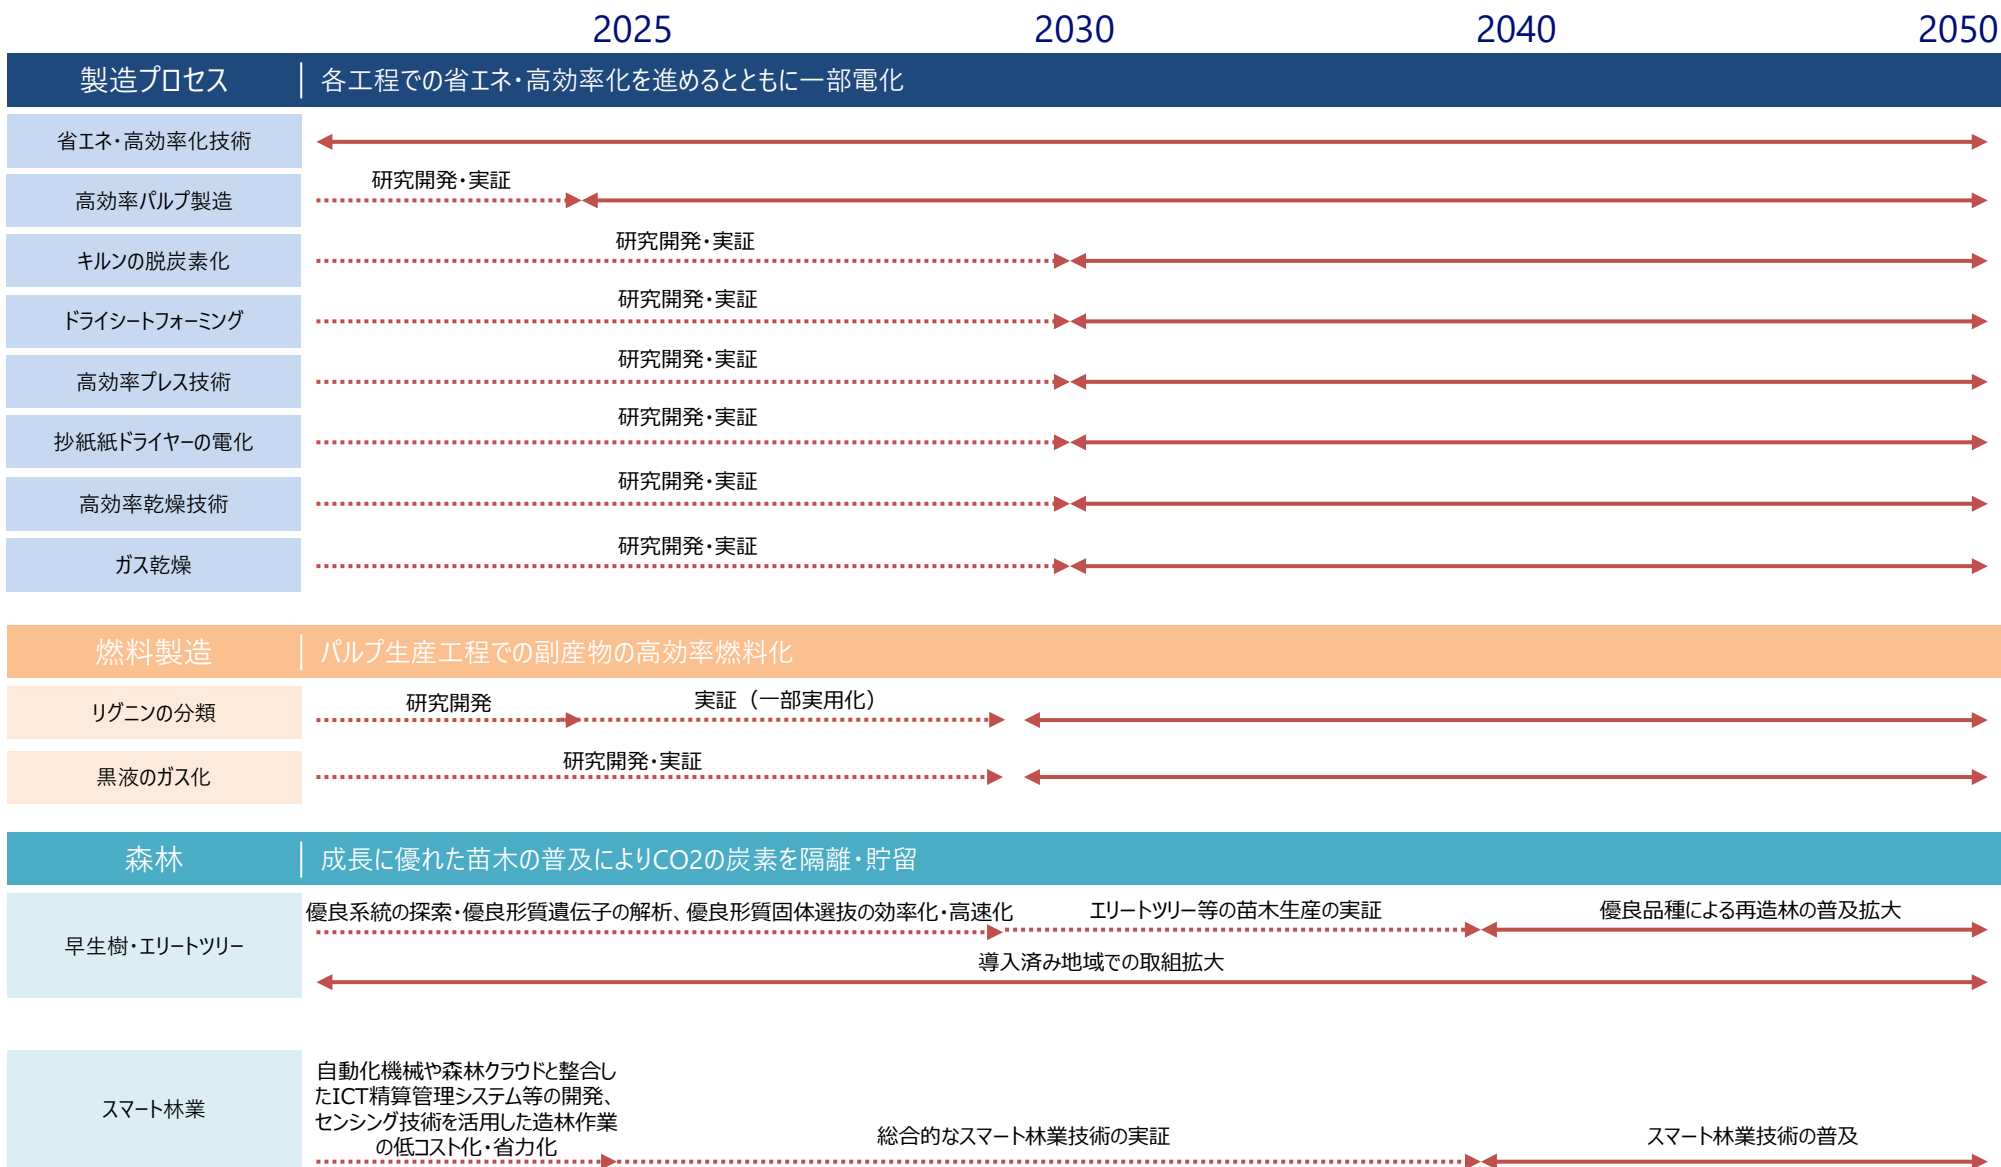 2025 2030 2040 2050
製造プロセス 各工程での省エネ・高効率化を進めるとともに一部電化
省エネ・高効率化技術
研究開発・実証
高効率パルプ製造
研究開発・実証
キルンの脱炭素化
研究開発・実証
ドライシートフォーミング
研究開発・実証
高効率プレス技術
研究開発・実証
抄紙紙ドライヤーの電化
研究開発・実証
高効率乾燥技術
研究開発・実証
ガス乾燥
燃料製造 パルプ生産工程での副産物の高効率燃料化
リグニンの分類 研究開発 実証（一部実用化）
研究開発・実証
黒液のガス化
森林 成長に優れた苗木の普及によりCO2の炭素を隔離・貯留
優良系統の探索・優良形質遺伝子の解析、優良形質固体選抜の効率化・高速化 エリートツリー等の苗木生産の実証 優良品種による再造林の普及拡大
早生樹・エリートツリー
導入済み地域での取組拡大
スマート林業
自動化機械や森林クラウドと整合し
たICT精算管理システム等の開発、
センシング技術を活用した造林作業
の低コスト化・省力化
総合的なスマート林業技術の実証 スマート林業技術の普及